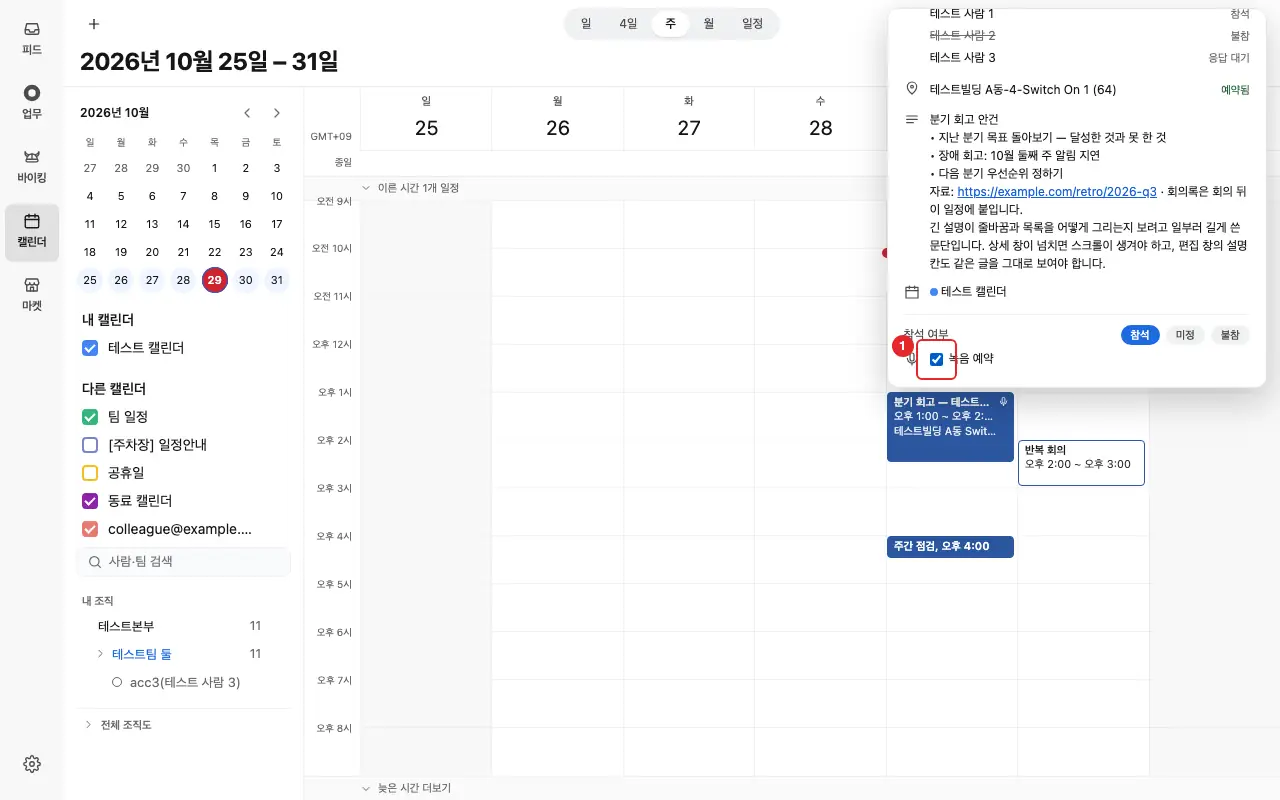 피드
업무
바이킹
캘린더
마켓
2026년 10월 25일 – 31일
일 4일 주 월 일정
2026년 10월
일 월 화 수 목 금 토
27 28 29 30 1 2 3
4 5 6 7 8 9 10
11 12 13 14 15 16 17
18 19 20 21 22 23 24
25 26 27 28 29 30 31
내 캘린더
테스트 캘린더
다른 캘린더
팀 일정
[주차장] 일정안내
공휴일
동료 캘린더
colleague@example....
사람·팀 검색
내 조직
테스트본부 11
테스트팀 둘 11
acc3(테스트 사람 3)
전체 조직도
GMT+09
일 25
월 26
화 27
수 28
종일
이른 시간 1개 일정
오전 9시
오전 10시
오전 11시
오전 12시
오후 1시
오후 2시
오후 3시
오후 4시
오후 5시
오후 6시
오후 7시
오후 8시
늦은 시간 더보기
분기 회고 — 테스트...
오후 1:00 ~ 오후 2:...
테스트빌딩 A동 Swit...
반복 회의
오후 2:00 ~ 오후 3:00
주간 점검, 오후 4:00
테스트 사람 1 참석
테스트 사람 2 불참
테스트 사람 3 응답 대기
테스트빌딩 A동-4-Switch On 1 (64) 예약됨
분기 회고 안건
• 지난 분기 목표 돌아보기 — 달성한 것과 못 한 것
• 장애 회고: 10월 둘째 주 알림 지연
• 다음 분기 우선순위 정하기
자료: https://example.com/retro/2026-q3 · 회의록은 회의 뒤
이 일정에 붙입니다.
긴 설명이 줄바꿈과 목록을 어떻게 그리는지 보려고 일부러 길게 쓴
문단입니다. 상세 창이 넘치면 스크롤이 생겨야 하고, 편집 창의 설명
칸도 같은 글을 그대로 보여야 합니다.
테스트 캘린더
참석 여부 참석 미정 불참
1
녹음 예약